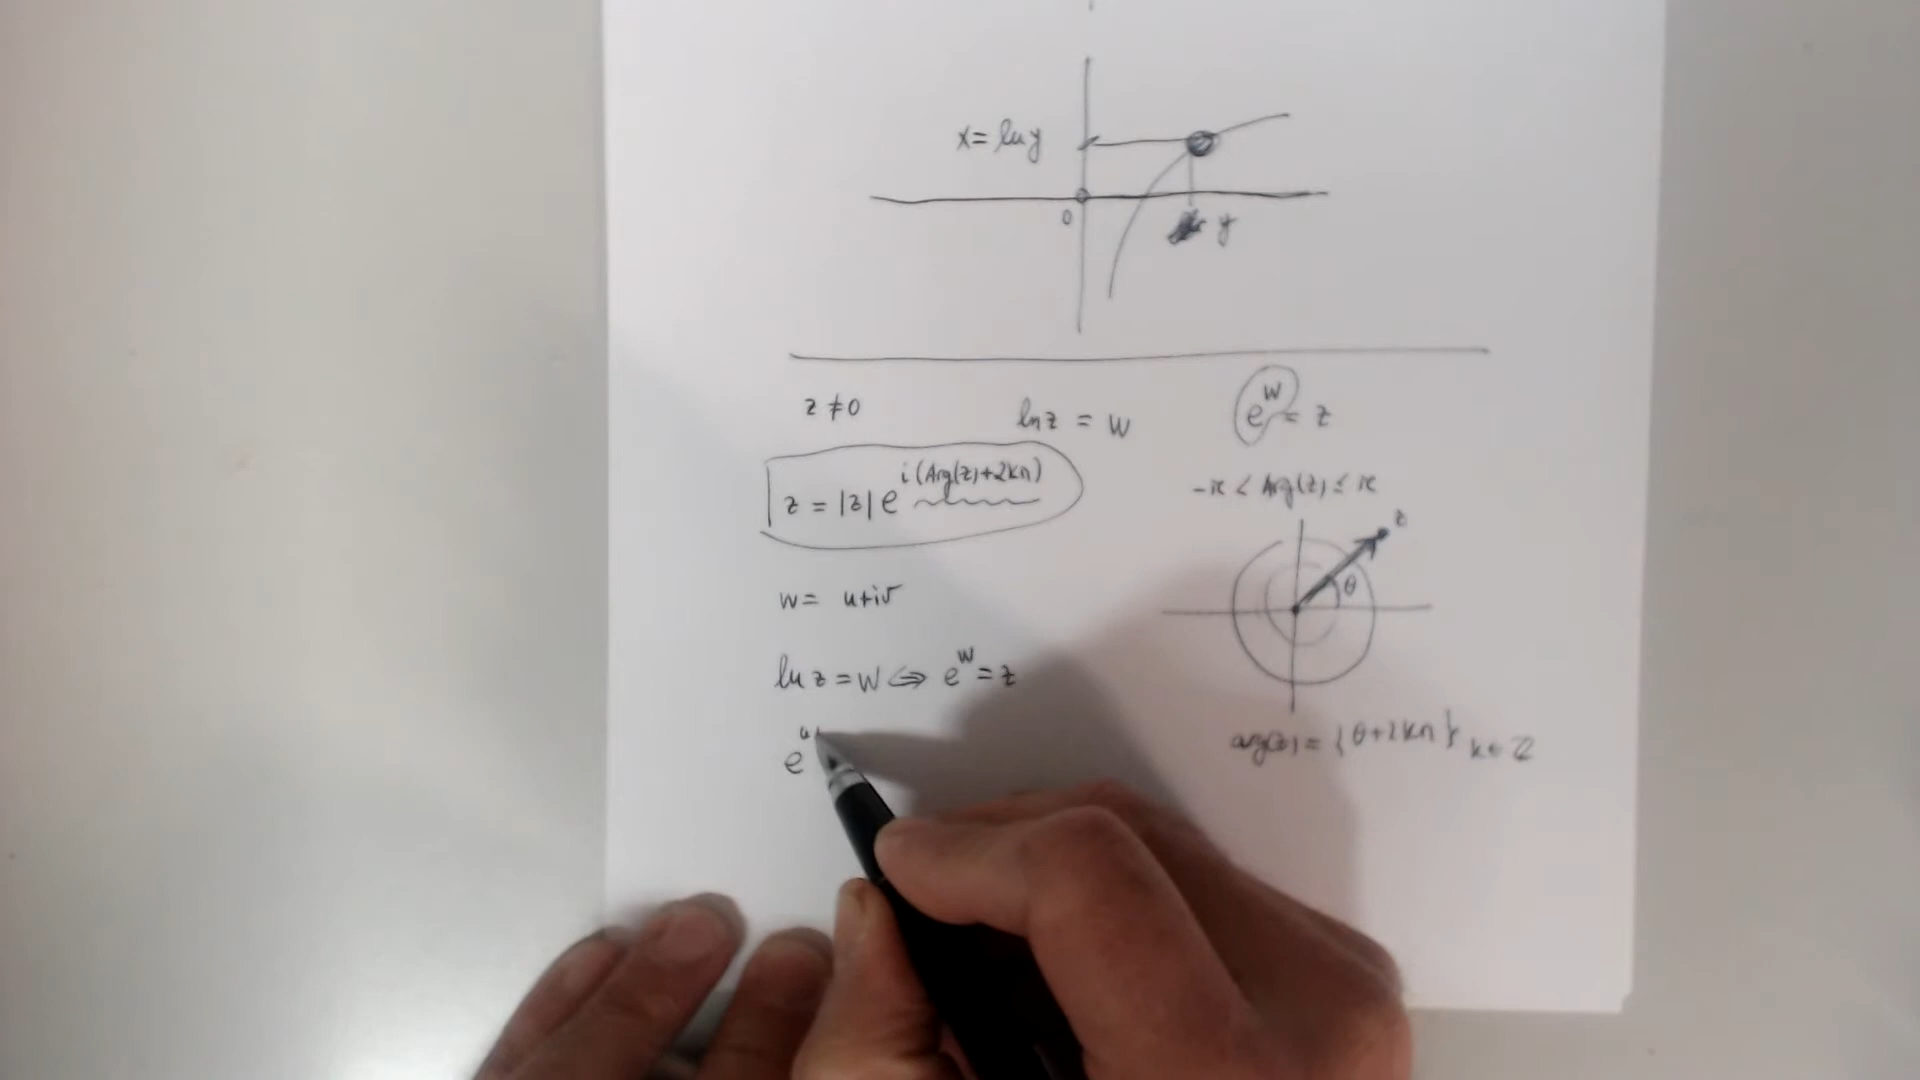 x = ln y
0
y
z ≠ 0
ln z = w
e^w = z
z = |z| e^{i(Arg(z)+2kπ)}
-π < Arg(z) ≤ π
z
θ
w = u+iv
ln z = w ⇔ e^w = z
arg(z) = {θ+2kπ}_{k∈ℤ}
e^u